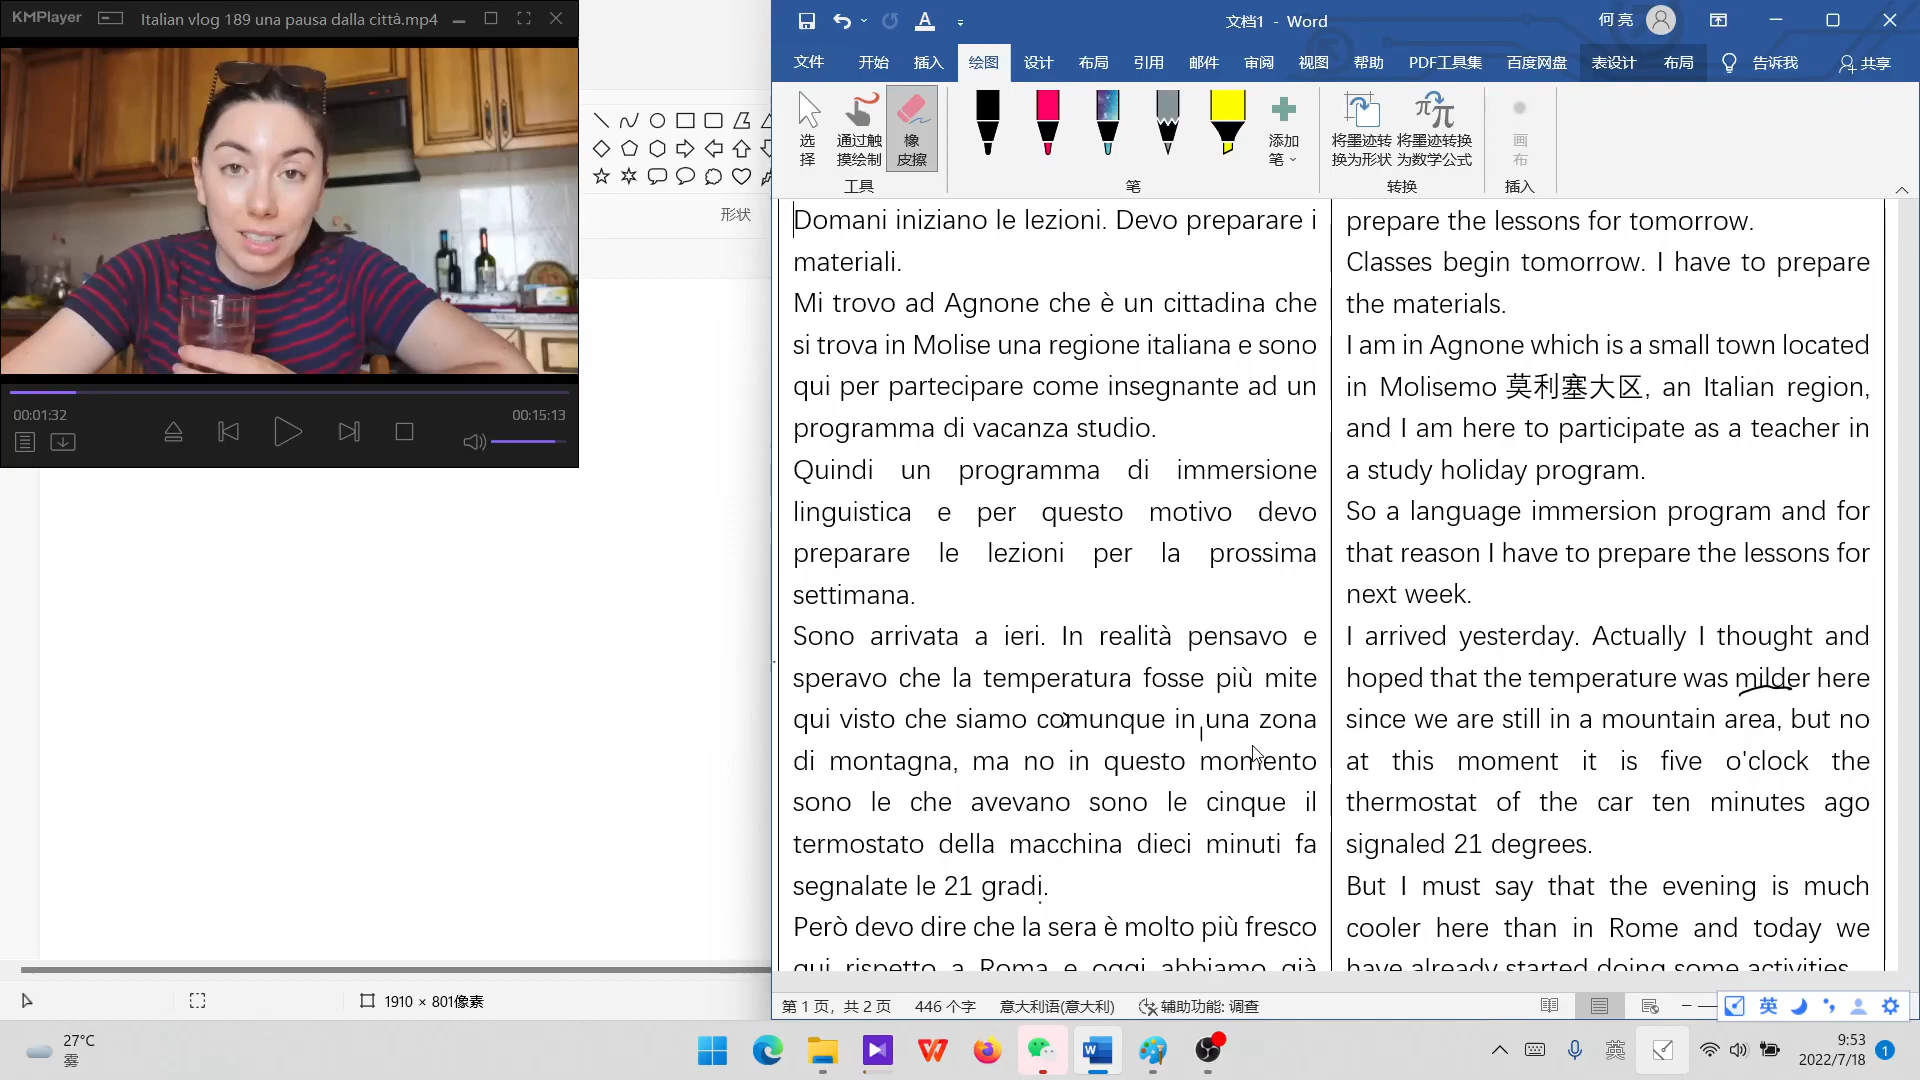 KMPlayer
Italian vlog 189 una pausa dalla città.mp4
00:01:32
00:15:13
形状
文档1 - Word
何 亮
文件 开始 插入 绘图 设计 布局 引用 邮件 审阅 视图 帮助 PDF工具集 百度网盘 表设计 布局 告诉我 共享
选择
通过触摸绘制
橡皮擦
添加笔
将墨迹转换为形状
将墨迹转换为数学公式
画布
工具
笔
转换
插入
Domani iniziano le lezioni. Devo preparare i
materiali.
Mi trovo ad Agnone che è un cittadina che
si trova in Molise una regione italiana e sono
qui per partecipare come insegnante ad un
programma di vacanza studio.
Quindi un programma di immersione
linguistica e per questo motivo devo
preparare le lezioni per la prossima
settimana.
Sono arrivata a ieri. In realità pensavo e
speravo che la temperatura fosse più mite
qui visto che siamo comunque in una zona
di montagna, ma no in questo momento
sono le che avevano sono le cinque il
termostato della macchina dieci minuti fa
segnalate le 21 gradi.
Però devo dire che la sera è molto più fresco
qui rispetto a Roma e oggi abbiamo già
prepare the lessons for tomorrow.
Classes begin tomorrow. I have to prepare
the materials.
I am in Agnone which is a small town located
in Molisemo 莫利塞大区, an Italian region,
and I am here to participate as a teacher in
a study holiday program.
So a language immersion program and for
that reason I have to prepare the lessons for
next week.
I arrived yesterday. Actually I thought and
hoped that the temperature was milder here
since we are still in a mountain area, but no
at this moment it is five o'clock the
thermostat of the car ten minutes ago
signaled 21 degrees.
But I must say that the evening is much
cooler here than in Rome and today we
have already started doing some activities.
1910 × 801像素
第 1 页，共 2 页 446 个字 意大利语(意大利) 辅助功能: 调查
英
27°C
雾
英
9:53
2022/7/18
1